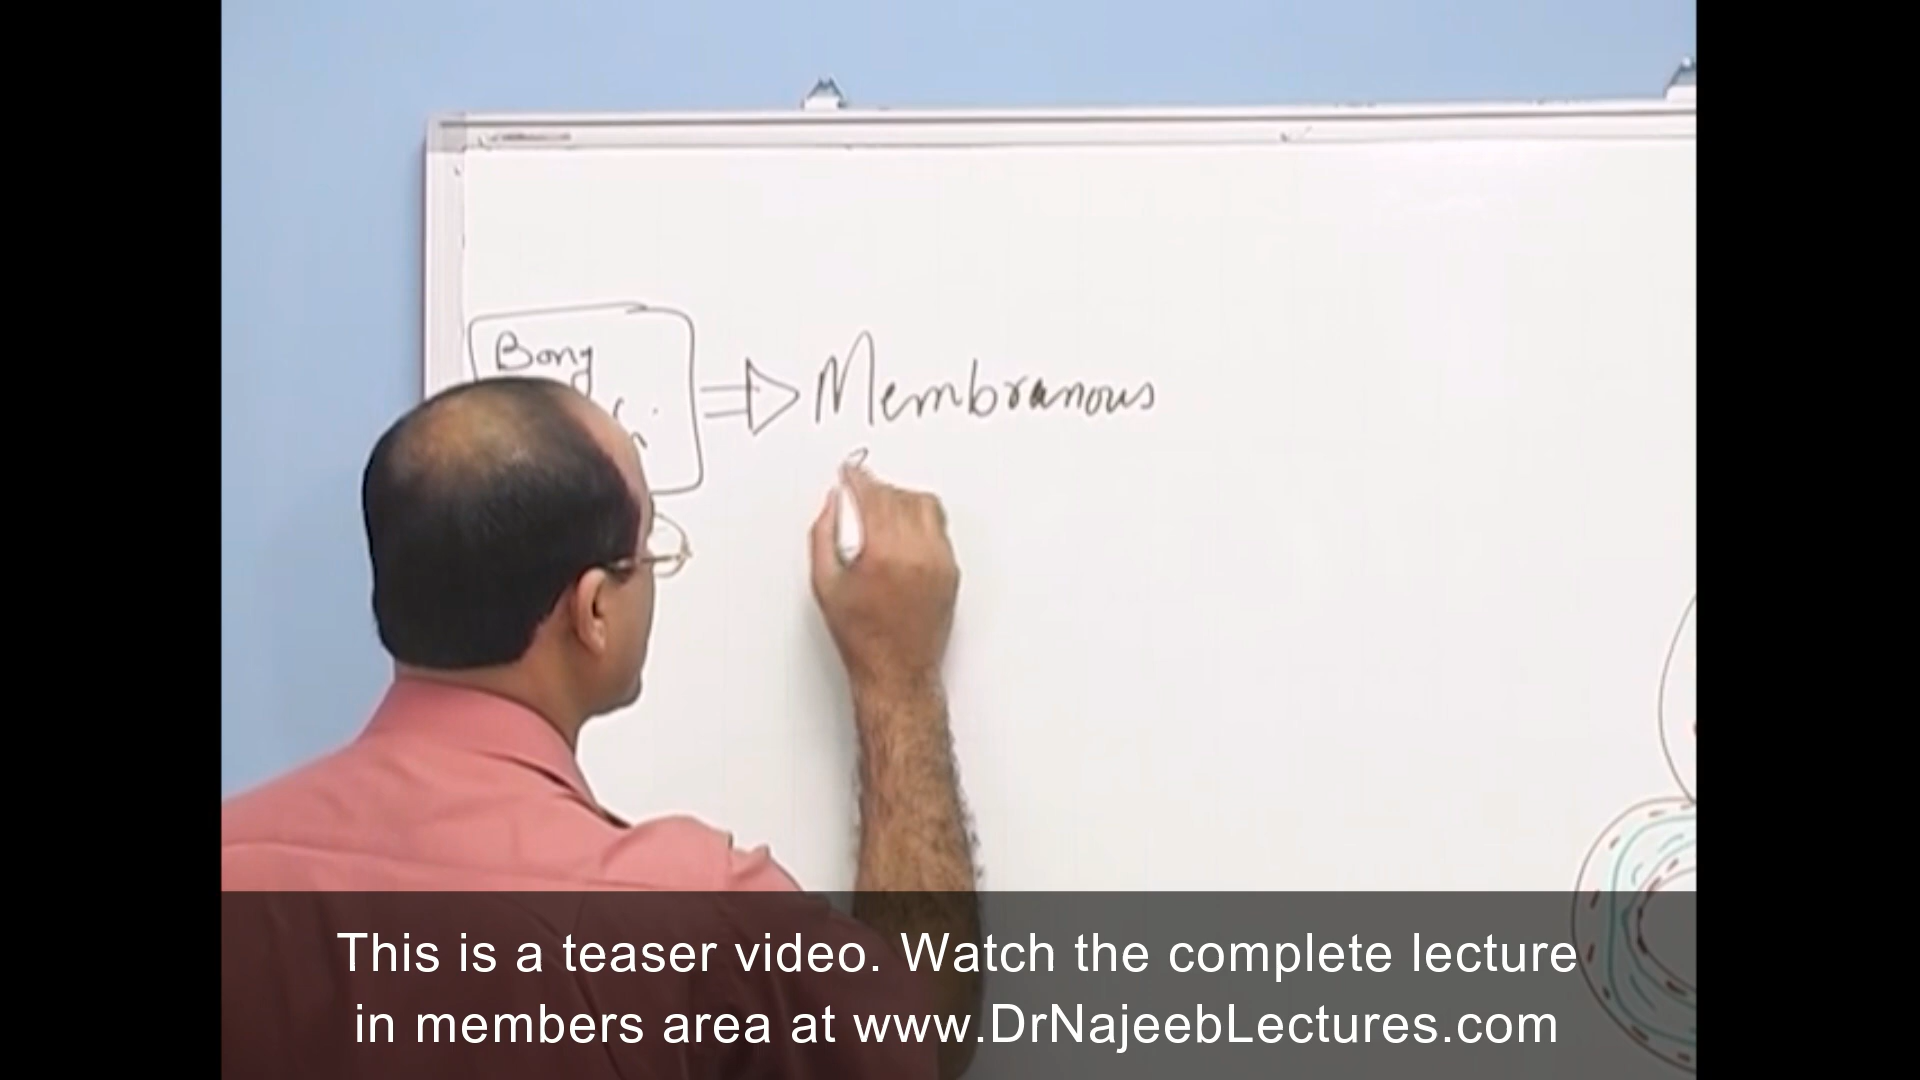 Bony
Membranous
This is a teaser video. Watch the complete lecture
in members area at www.DrNajeebLectures.com